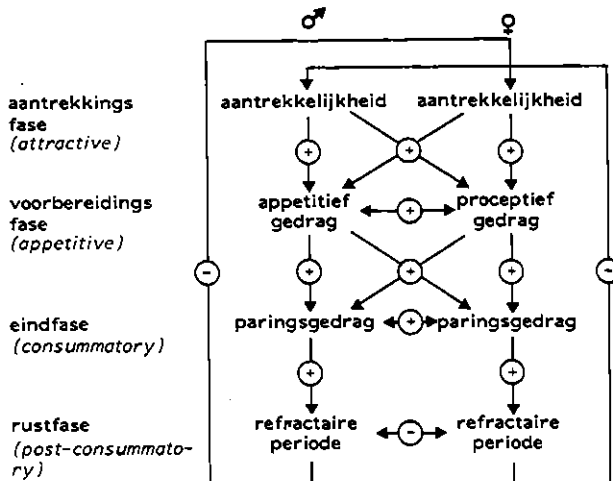 ♂ ♀
aantrekkings
fase
(attractive)
aantrekkelijkheid aantrekkelijkheid
+ + +
voorbereidings
fase
(appetitive)
appetitief
gedrag
+
proceptief
gedrag
- + + + -
eindfase
(consummatory)
paringsgedrag + paringsgedrag
+ +
rustfase
(post-consummato-
ry)
refractaire
periode
-
refractaire
periode